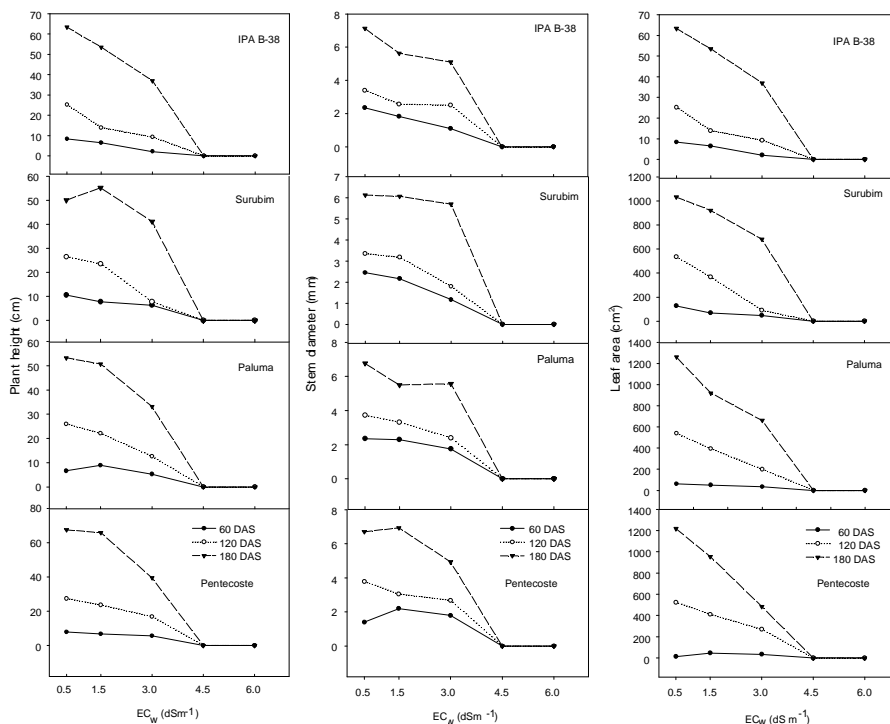 70
60
50
40
30
20
10
0
IPA B-38
60
50
40
30
20
10
0
Surubim
60
50
40
30
20
10
0
Paluma
80
60
40
20
0
60 DAS
120 DAS
180 DAS
Pentecoste
Plant height (cm)
0.5 1.5 3.0 4.5 6.0
ECW (dSm-1)
8
6
4
2
0
IPA B-38
7
6
5
4
3
2
1
0
Surubim
8
6
4
2
0
Paluma
8
6
4
2
0
60 DAS
120 DAS
180 DAS
Pentecoste
Stem diameter (mm)
0.5 1.5 3.0 4.5 6.0
ECW (dSm-1)
70
60
50
40
30
20
10
0
IPA B-38
1200
1000
800
600
400
200
0
Surubim
1400
1200
1000
800
600
400
200
0
Paluma
1400
1200
1000
800
600
400
200
0
60 DAS
120 DAS
180 DAS
Pentecoste
Leaf area (cm²)
0.5 1.5 3.0 4.5 6.0
ECW (dS m-1)